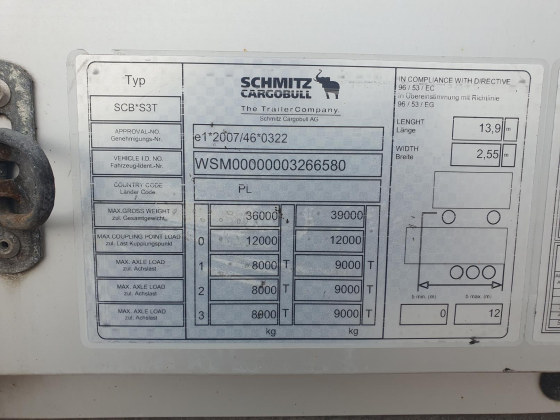 Typ
SCHMITZ
CARGOBULL
The TrailerCompany.
Schmitz Cargobull AG
IN COMPLIANCE WITH DIRECTIVE
96 / 53 / EC
in Übereinstimmung mit Richtlinie
96 / 53 / EG
SCB*S3T
APPROVAL-NO.
Genehmigungs-Nr.
e1*2007/46*0322
LENGHT
Länge
13,9 m
VEHICLE I.D. NO.
Fahrzeug-Ident.-Nr.
WSM00000003266580
WIDTH
Breite
2,55 m
COUNTRY CODE
Länder Code
PL
MAX.GROSS WEIGHT
zul. Gesamtgewicht
36000 39000
MAX.COUPLING POINT LOAD
zul. Last Kupplungspunkt
0 12000 12000
MAX. AXLE LOAD
zul. Achslast
1 8000 T 9000 T
MAX. AXLE LOAD
zul. Achslast
2 8000 T 9000 T
MAX. AXLE LOAD
zul. Achslast
3 8000 T 9000 T
kg kg
b min. (m) b max. (m)
0 12